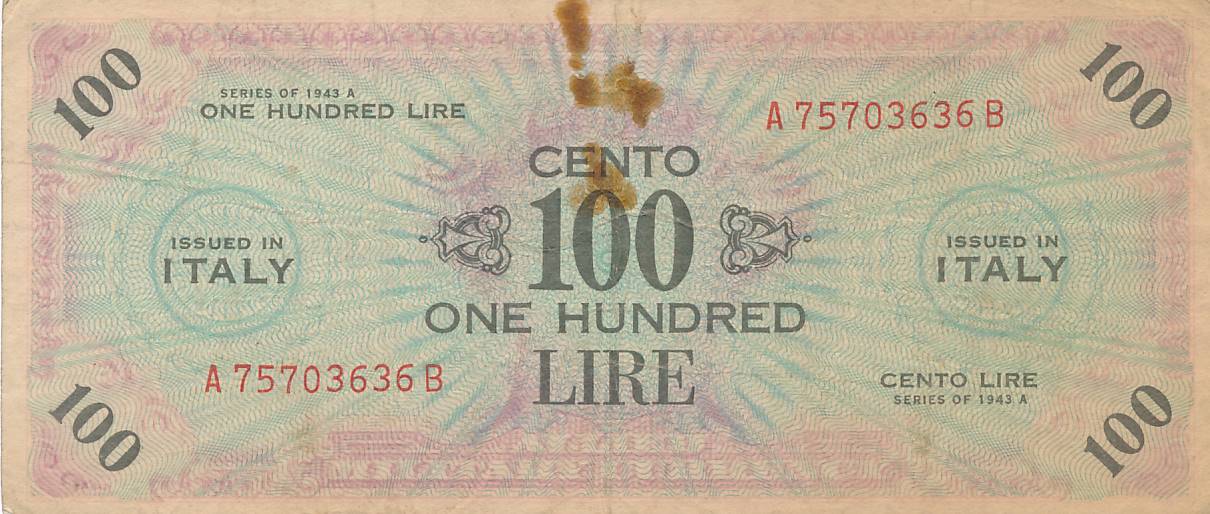 100
100
SERIES OF 1943 A
ONE HUNDRED LIRE
A 75703636 B
CENTO
100
ISSUED IN
ITALY
ISSUED IN
ITALY
ONE HUNDRED
LIRE
A 75703636 B
CENTO LIRE
SERIES OF 1943 A
100
100